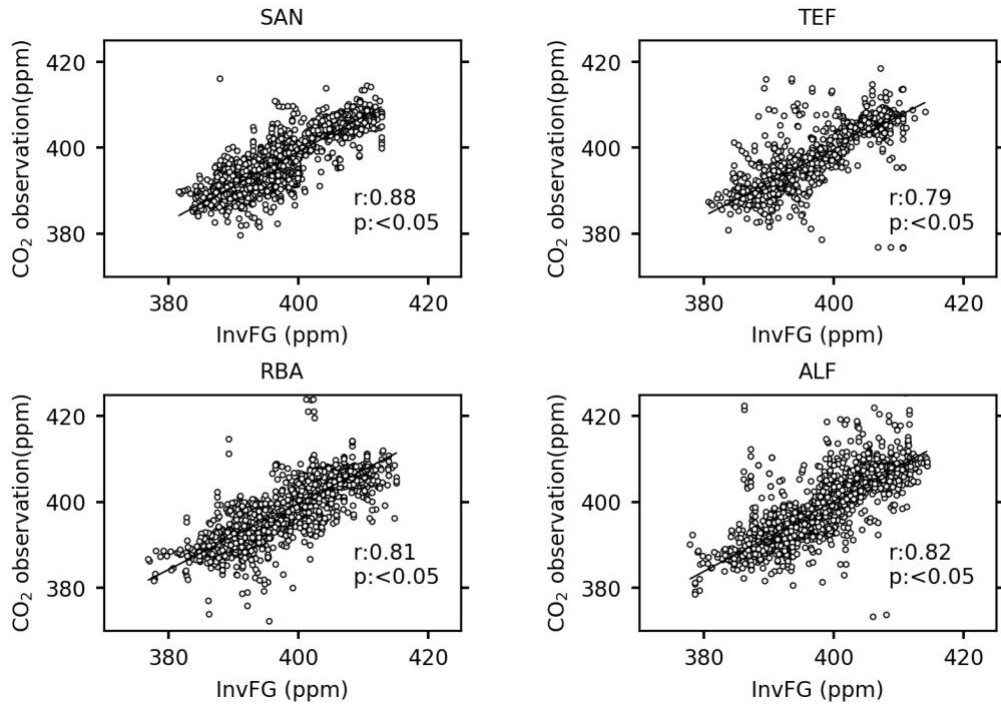 SAN
CO₂ observation(ppm)
420
400
380
r:0.88
p:<0.05
380 400 420
InvFG (ppm)
TEF
CO₂ observation(ppm)
420
400
380
r:0.79
p:<0.05
380 400 420
InvFG (ppm)
RBA
CO₂ observation(ppm)
420
400
380
r:0.81
p:<0.05
380 400 420
InvFG (ppm)
ALF
CO₂ observation(ppm)
420
400
380
r:0.82
p:<0.05
380 400 420
InvFG (ppm)